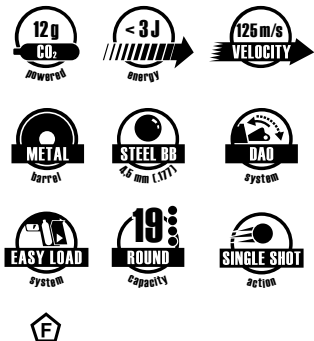 12g
CO₂
powered
< 3 J
energy
125 m/s
VELOCITY
METAL
barrel
STEEL BB
4,5 mm (.177)
DAO
system
EASY LOAD
system
19
ROUND
capacity
SINGLE SHOT
action
F